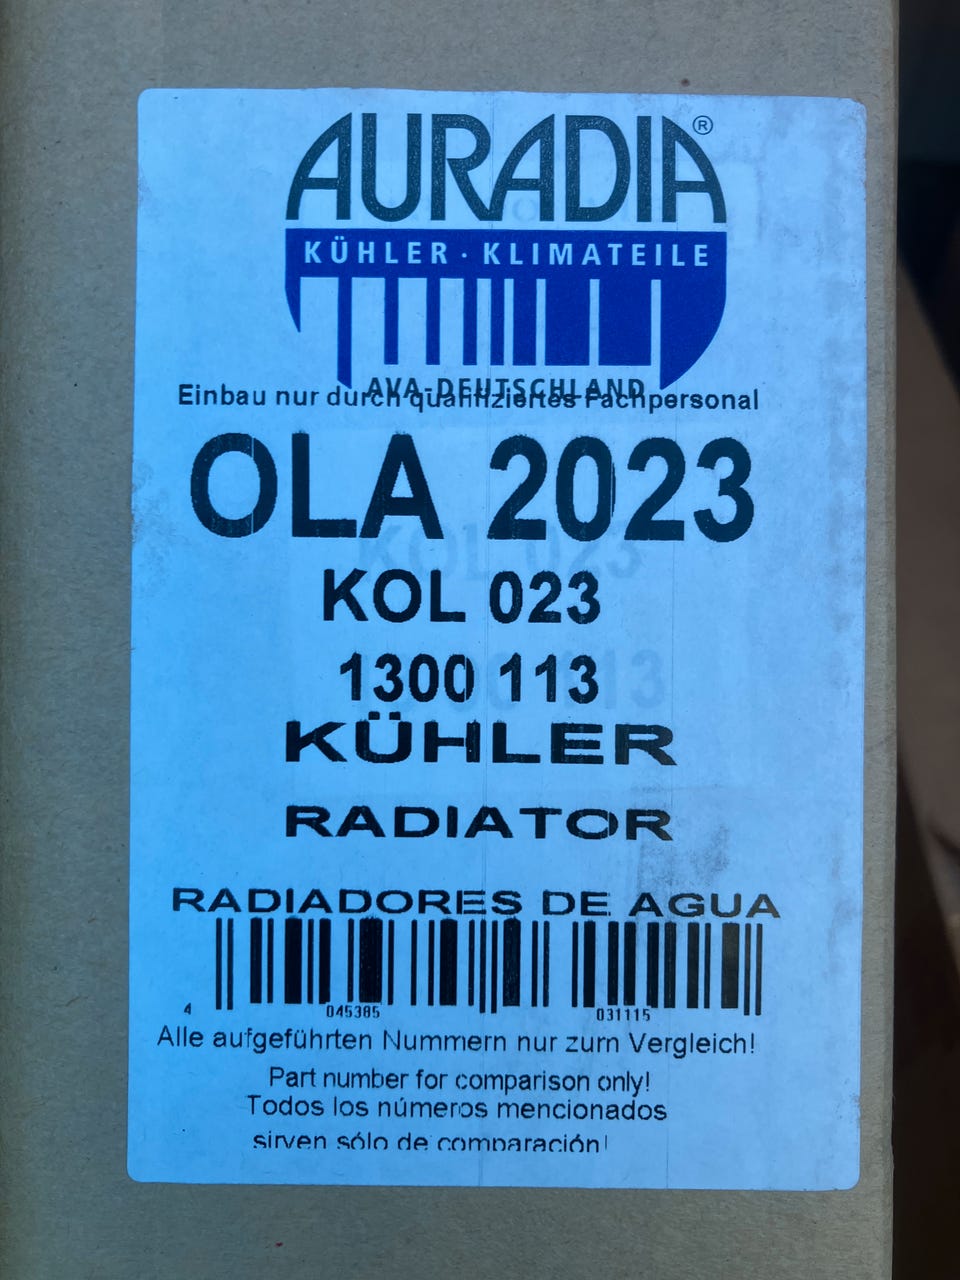 AURADIA®
KÜHLER · KLIMATEILE
AVA-DEUTSCHLAND
Einbau nur durch qualifiziertes Fachpersonal
OLA 2023
KOL 023
1300 113
KÜHLER
RADIATOR
RADIADORES DE AGUA
4 045385 031115
Alle aufgeführten Nummern nur zum Vergleich!
Part number for comparison only!
Todos los números mencionados
sirven sólo de comparación!